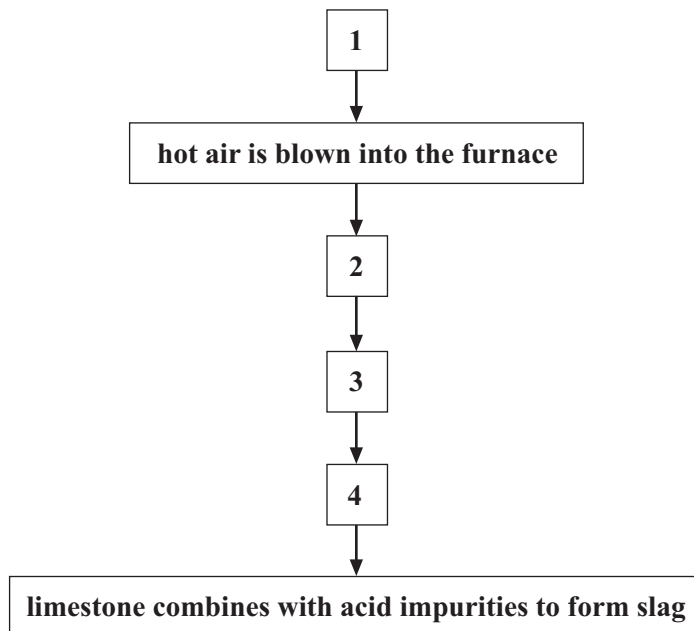 1
hot air is blown into the furnace
2
3
4
limestone combines with acid impurities to form slag